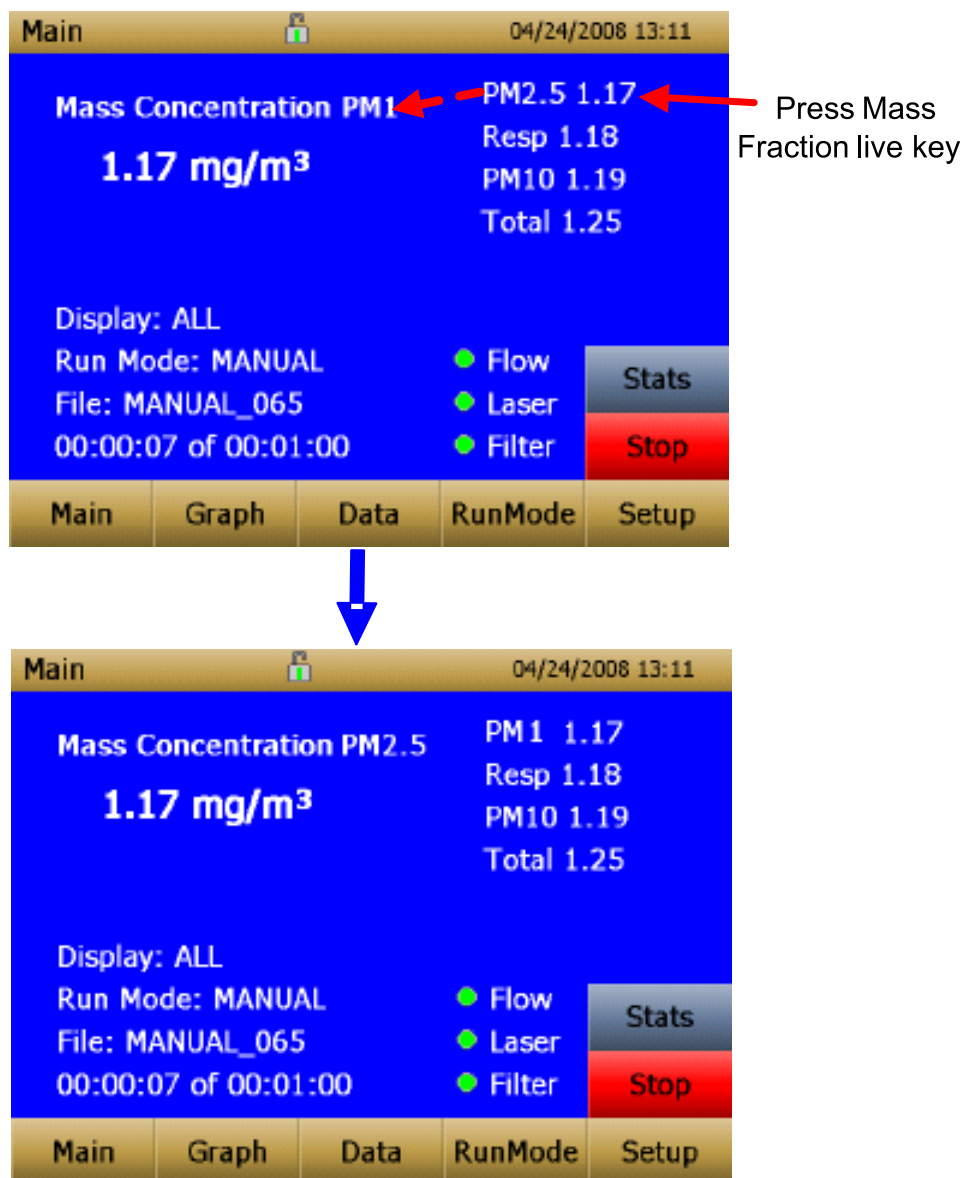 Main 04/24/2008 13:11
Mass Concentration PM1
1.17 mg/m³
PM2.5 1.17
Resp 1.18
PM10 1.19
Total 1.25
Press Mass
Fraction live key
Display: ALL
Run Mode: MANUAL
File: MANUAL_065
00:00:07 of 00:01:00
Flow
Laser
Filter
Stats
Stop
Main Graph Data RunMode Setup
Main 04/24/2008 13:11
Mass Concentration PM2.5
1.17 mg/m³
PM1 1.17
Resp 1.18
PM10 1.19
Total 1.25
Display: ALL
Run Mode: MANUAL
File: MANUAL_065
00:00:07 of 00:01:00
Flow
Laser
Filter
Stats
Stop
Main Graph Data RunMode Setup